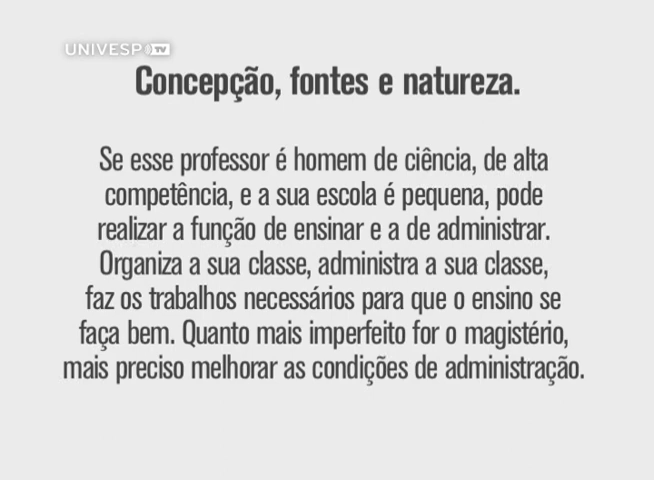 UNIVESP TV
Concepção, fontes e natureza.
Se esse professor é homem de ciência, de alta
competência, e a sua escola é pequena, pode
realizar a função de ensinar e a de administrar.
Organiza a sua classe, administra a sua classe,
faz os trabalhos necessários para que o ensino se
faça bem. Quanto mais imperfeito for o magistério,
mais preciso melhorar as condições de administração.